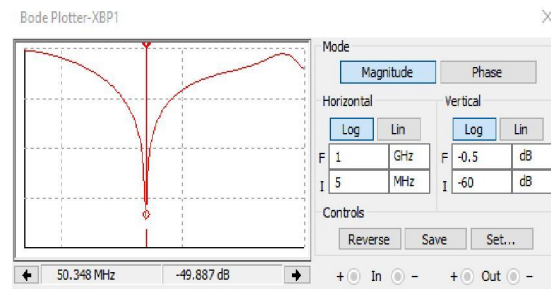 Bode Plotter-XBP1
Mode
Magnitude Phase
Horizontal Vertical
Log Lin Log Lin
F 1 GHz F -0.5 dB
I 5 MHz I -60 dB
Controls
Reverse Save Set...
50.348 MHz -49.887 dB + In - + Out -